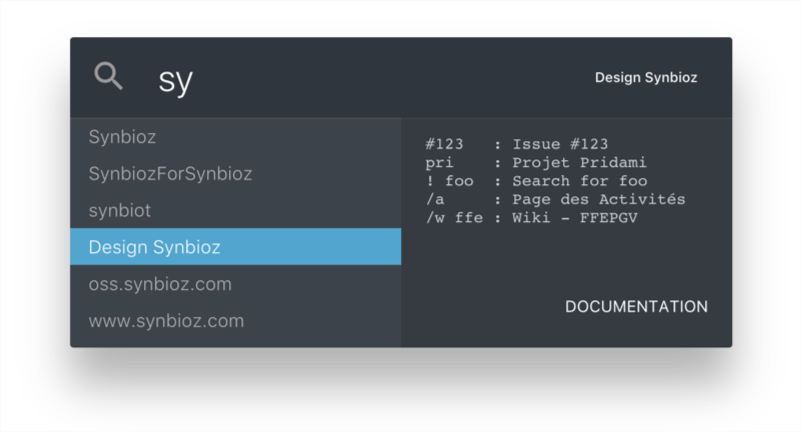 sy
Design Synbioz
Synbioz
SynbiozForSynbioz
synbiot
Design Synbioz
oss.synbioz.com
www.synbioz.com
#123   : Issue #123
pri    : Projet Pridami
! foo  : Search for foo
/a     : Page des Activités
/w ffe : Wiki - FFEPGV
DOCUMENTATION